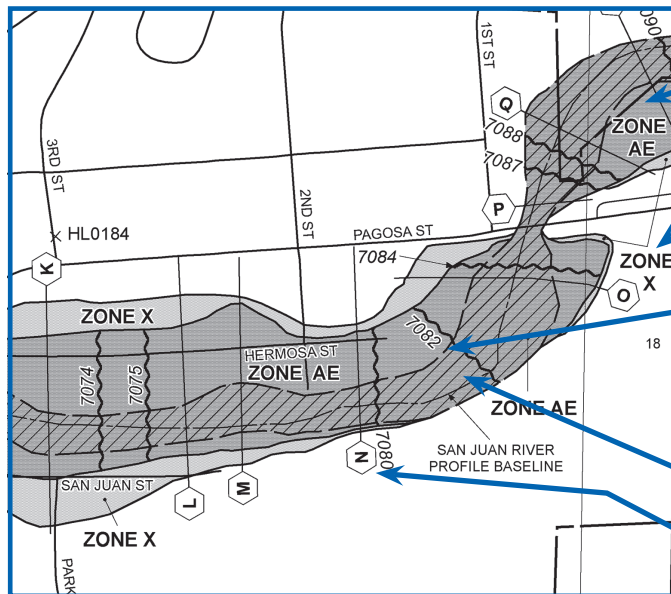 1ST ST
090
Q
7088
ZONE
AE
3RD ST
7087
2ND ST
P
HL0184
PAGOSA ST
7084
K
ZONE
X
O
ZONE X
7082
18
HERMOSA ST
7074
7075
ZONE AE
ZONE AE
SAN JUAN RIVER
PROFILE BASELINE
7080
N
SAN JUAN ST
M
L
ZONE X
PARK